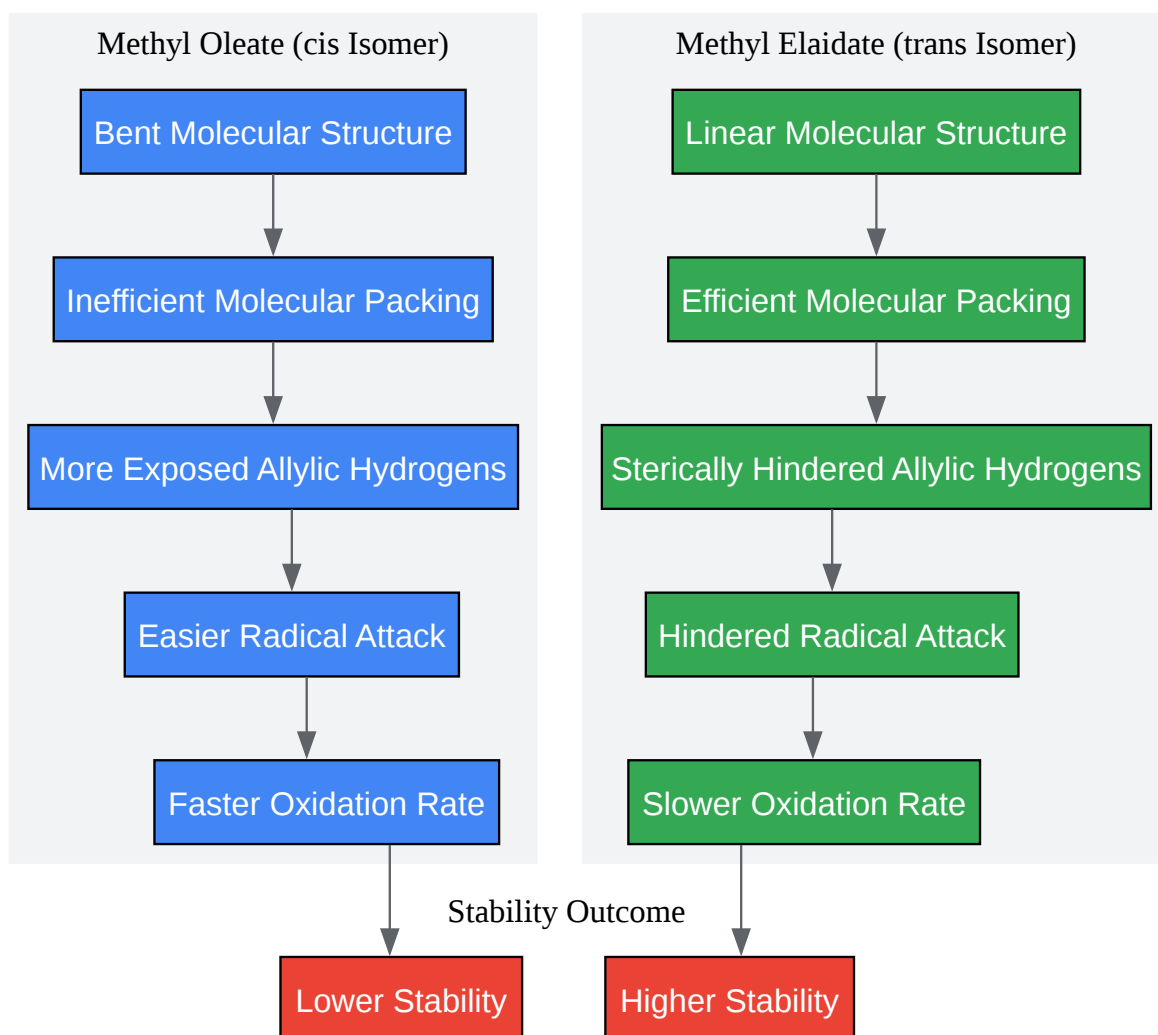 Methyl Oleate (cis Isomer)
Bent Molecular Structure
Inefficient Molecular Packing
More Exposed Allylic Hydrogens
Easier Radical Attack
Faster Oxidation Rate
Methyl Elaidate (trans Isomer)
Linear Molecular Structure
Efficient Molecular Packing
Sterically Hindered Allylic Hydrogens
Hindered Radical Attack
Slower Oxidation Rate
Stability Outcome
Lower Stability
Higher Stability